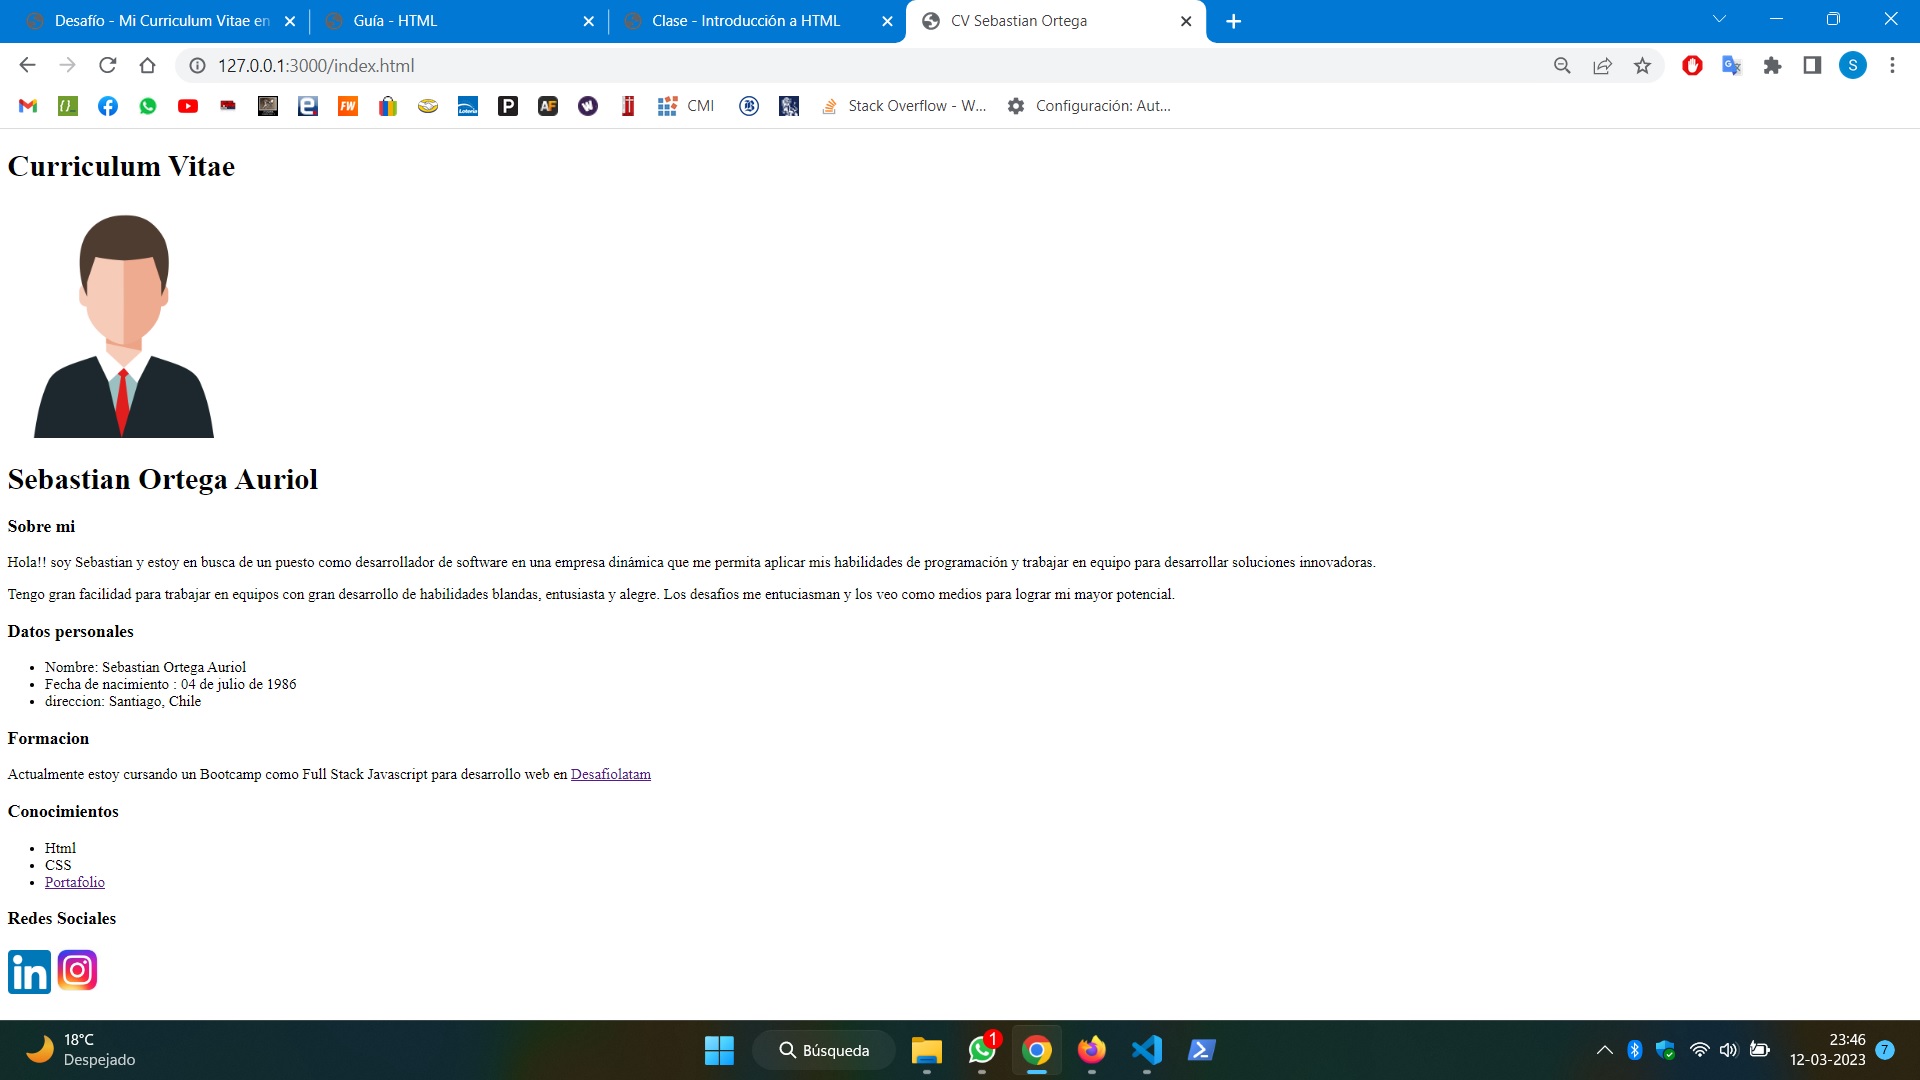 Desafío - Mi Curriculum Vitae en
Guía - HTML
Clase - Introducción a HTML
CV Sebastian Ortega
127.0.0.1:3000/index.html
S
FW
P
AF
CMI
Stack Overflow - W...
Configuración: Aut...
Curriculum Vitae
Sebastian Ortega Auriol
Sobre mi
Hola!! soy Sebastian y estoy en busca de un puesto como desarrollador de software en una empresa dinámica que me permita aplicar mis habilidades de programación y trabajar en equipo para desarrollar soluciones innovadoras.
Tengo gran facilidad para trabajar en equipos con gran desarrollo de habilidades blandas, entusiasta y alegre. Los desafios me entuciasman y los veo como medios para lograr mi mayor potencial.
Datos personales
Nombre: Sebastian Ortega Auriol
Fecha de nacimiento : 04 de julio de 1986
direccion: Santiago, Chile
Formacion
Actualmente estoy cursando un Bootcamp como Full Stack Javascript para desarrollo web en Desafiolatam
Conocimientos
Html
CSS
Portafolio
Redes Sociales
in
18°C
Despejado
Búsqueda
1
23:46
12-03-2023
7